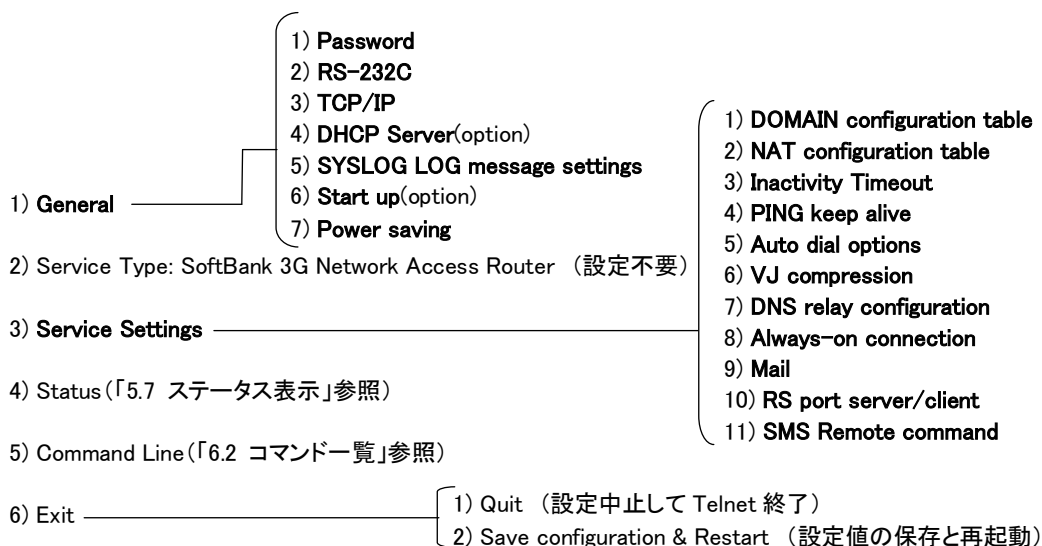 1) General
1) Password
2) RS-232C
3) TCP/IP
4) DHCP Server(option)
5) SYSLOG LOG message settings
6) Start up(option)
7) Power saving
2) Service Type: SoftBank 3G Network Access Router （設定不要）
3) Service Settings
1) DOMAIN configuration table
2) NAT configuration table
3) Inactivity Timeout
4) PING keep alive
5) Auto dial options
6) VJ compression
7) DNS relay configuration
8) Always-on connection
9) Mail
10) RS port server/client
11) SMS Remote command
4) Status（「5.7 ステータス表示」参照）
5) Command Line（「6.2 コマンド一覧」参照）
6) Exit
1) Quit （設定中止して Telnet 終了）
2) Save configuration & Restart （設定値の保存と再起動）